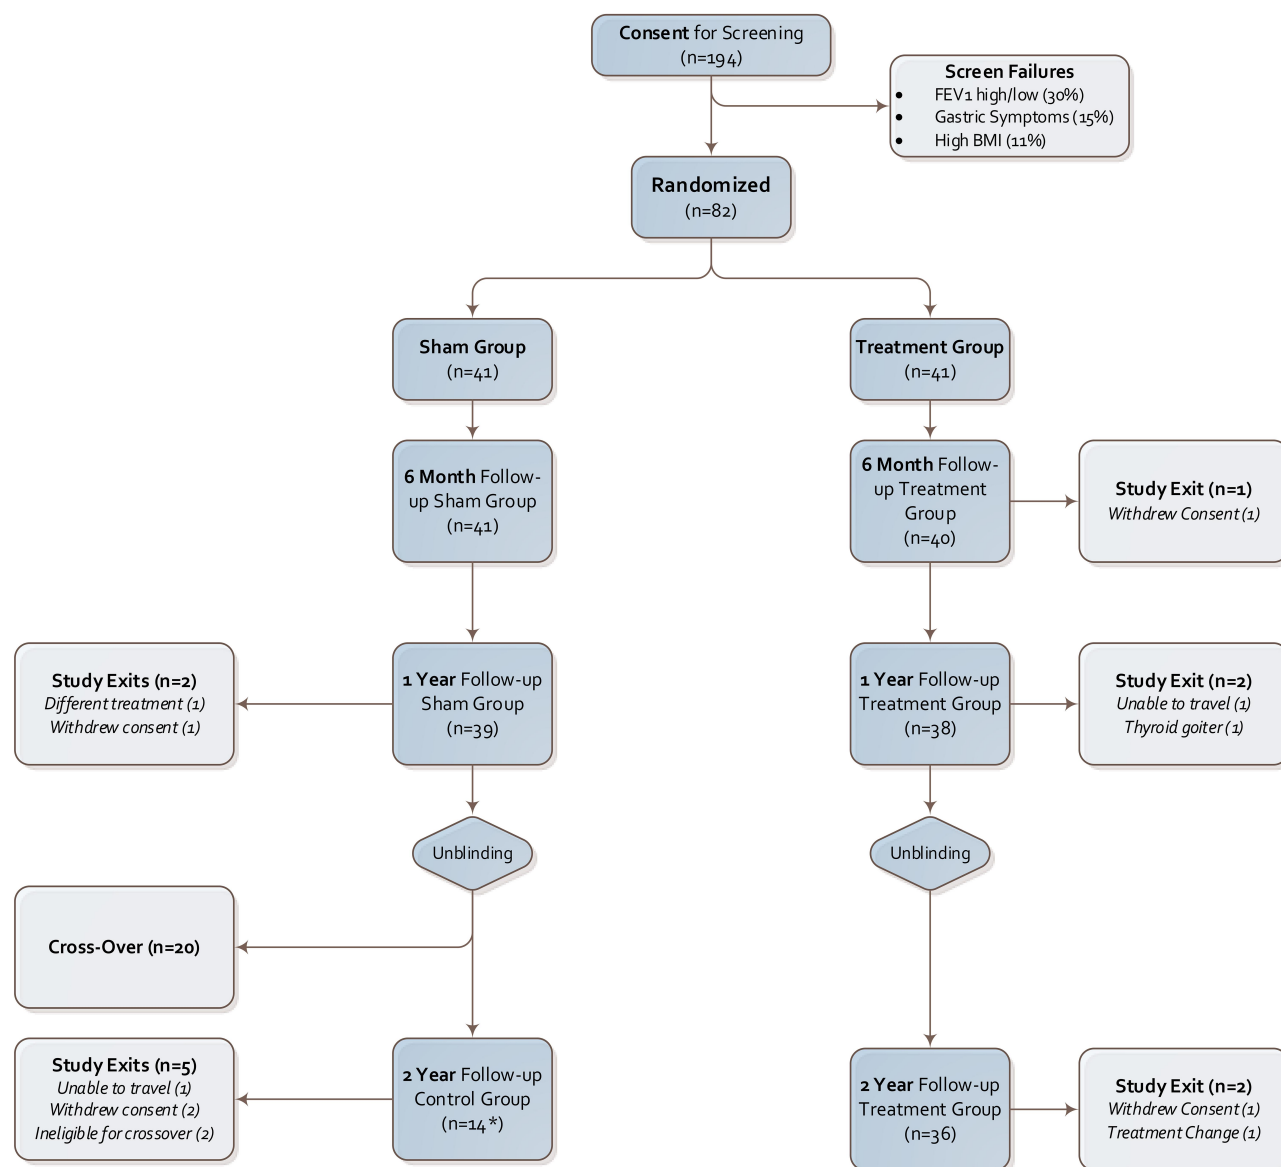 Consent for Screening
(n=194)
Screen Failures
• FEV1 high/low (30%)
• Gastric Symptoms (15%)
• High BMI (11%)
Randomized
(n=82)
Sham Group
(n=41)
Treatment Group
(n=41)
6 Month Follow-
up Sham Group
(n=41)
6 Month Follow-
up Treatment
Group
(n=40)
Study Exit (n=1)
Withdrew Consent (1)
Study Exits (n=2)
Different treatment (1)
Withdrew consent (1)
1 Year Follow-up
Sham Group
(n=39)
1 Year Follow-up
Treatment Group
(n=38)
Study Exit (n=2)
Unable to travel (1)
Thyroid goiter (1)
Unblinding
Unblinding
Cross-Over (n=20)
Study Exits (n=5)
Unable to travel (1)
Withdrew consent (2)
Ineligible for crossover (2)
2 Year Follow-up
Control Group
(n=14*)
2 Year Follow-up
Treatment Group
(n=36)
Study Exit (n=2)
Withdrew Consent (1)
Treatment Change (1)